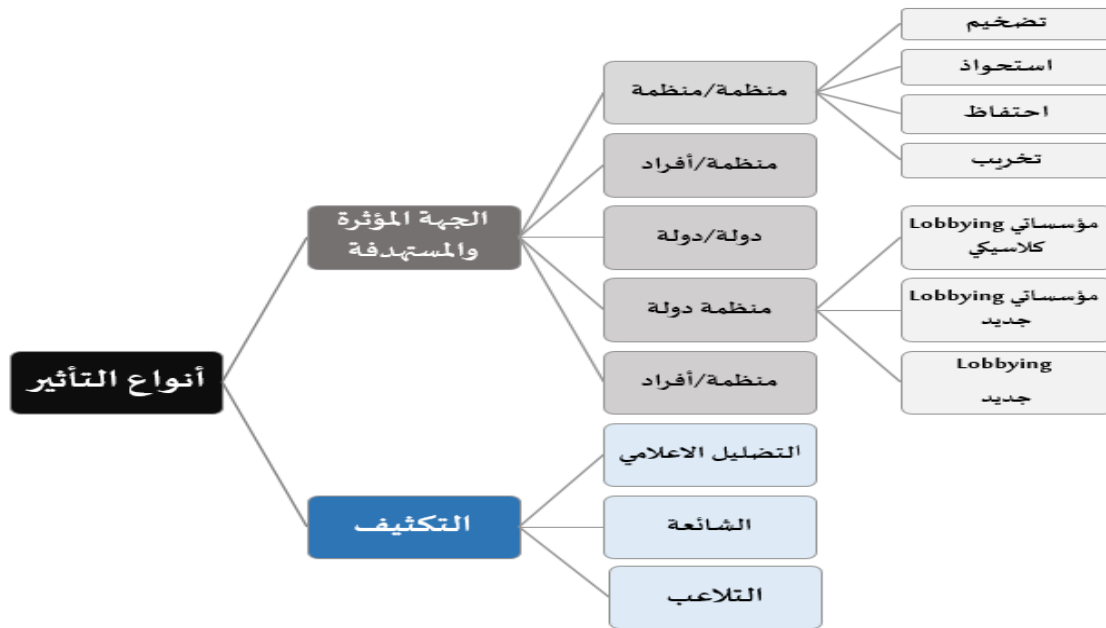 أنواع التأثير
الجهة المؤثرة
والمستهدفة
منظمة/منظمة
تضخيم
استحواذ
احتفاظ
تخريب
منظمة/أفراد
دولة/دولة
منظمة دولة
Lobbying مؤسساتي
كلاسيكي
Lobbying مؤسساتي
جديد
Lobbying
جديد
منظمة/أفراد
التكثيف
التضليل الاعلامي
الشائعة
التلاعب